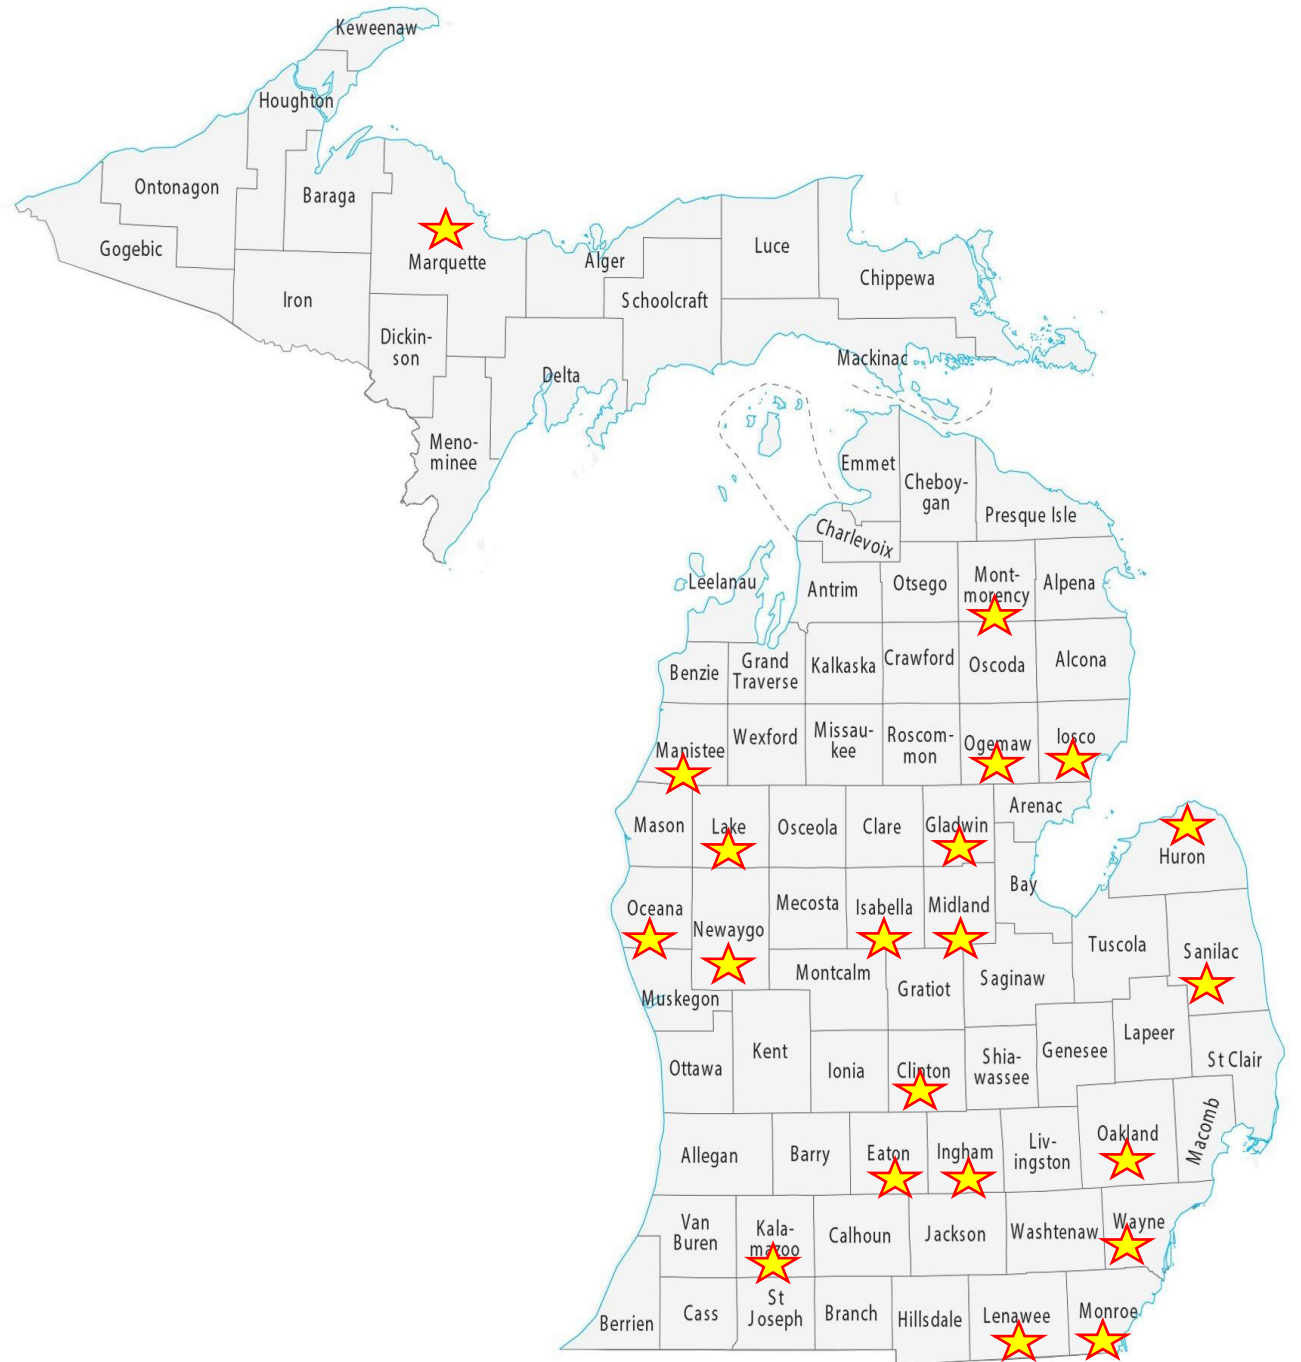 Keweenaw
Houghton
Ontonagon
Baraga
Gogebic
Marquette
Alger
Luce
Chippewa
Iron
Schoolcraft
Dickin-
son
Mackinac
Delta
Meno-
minee
Emmet
Cheboy-
gan
Presque Isle
Charlevoix
Leelanau
Antrim
Otsego
Mont-
morency
Alpena
Benzie
Grand
Traverse
Kalkaska
Crawford
Oscoda
Alcona
Manistee
Wexford
Missau-
kee
Roscom-
mon
Ogemaw
Iosco
Mason
Lake
Osceola
Clare
Gladwin
Arenac
Huron
Oceana
Newaygo
Mecosta
Isabella
Midland
Bay
Tuscola
Sanilac
Muskegon
Montcalm
Gratiot
Saginaw
Ottawa
Kent
Ionia
Clinton
Shia-
wassee
Genesee
Lapeer
St Clair
Allegan
Barry
Eaton
Ingham
Liv-
ingston
Oakland
Macomb
Van
Buren
Kala-
mazoo
Calhoun
Jackson
Washtenaw
Wayne
Berrien
Cass
St
Joseph
Branch
Hillsdale
Lenawee
Monroe